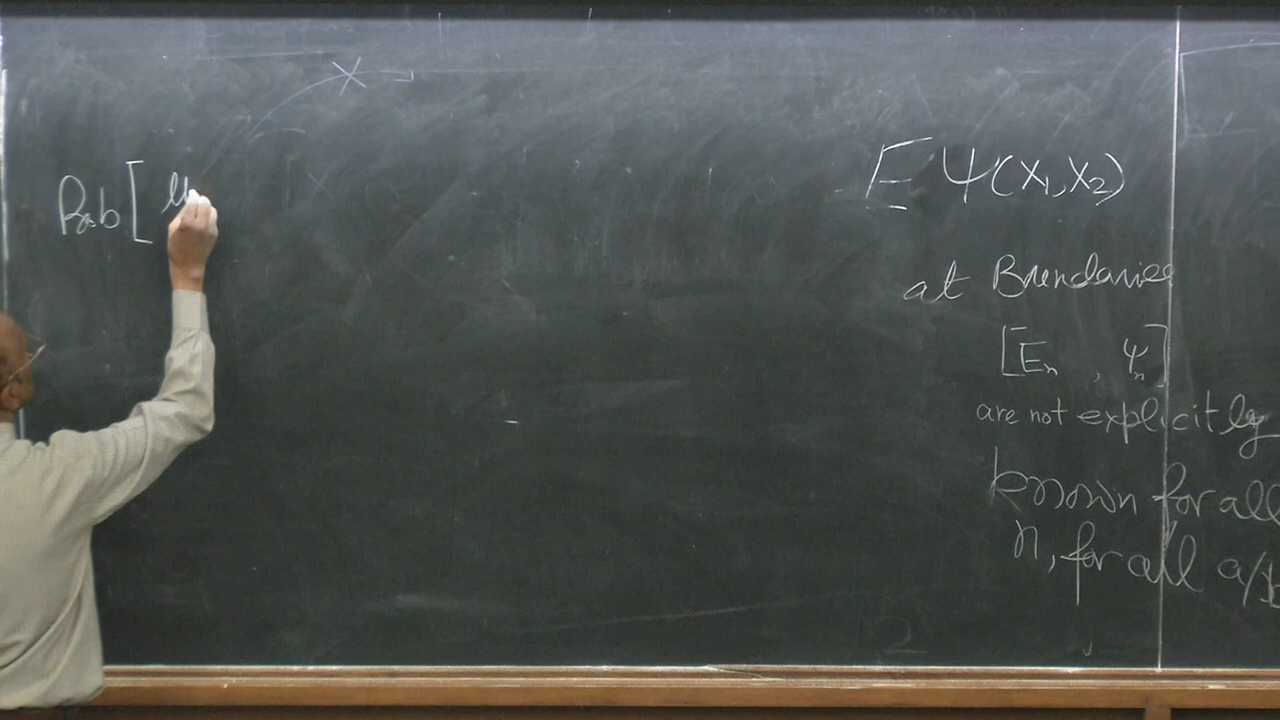 Prob [
E Ψ(x₁, x₂)
at Boundaries
[Eₙ , Ψₙ]
are not explicitly
known for all
n, for all a/b